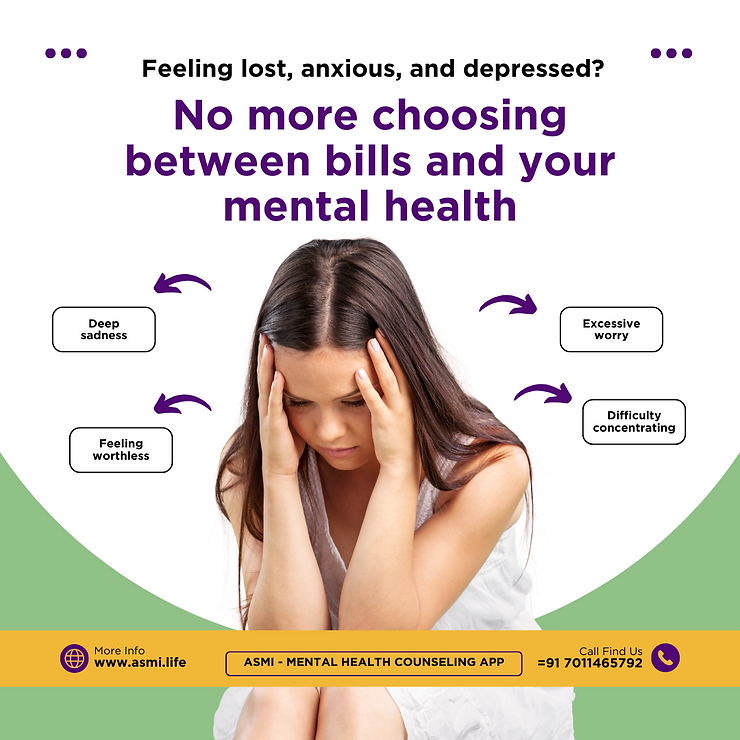 Feeling lost, anxious, and depressed?
No more choosing
between bills and your
mental health
Deep
sadness
Excessive
worry
Feeling
worthless
Difficulty
concentrating
More Info
www.asmi.life
ASMI - MENTAL HEALTH COUNSELING APP
Call Find Us
=91 7011465792